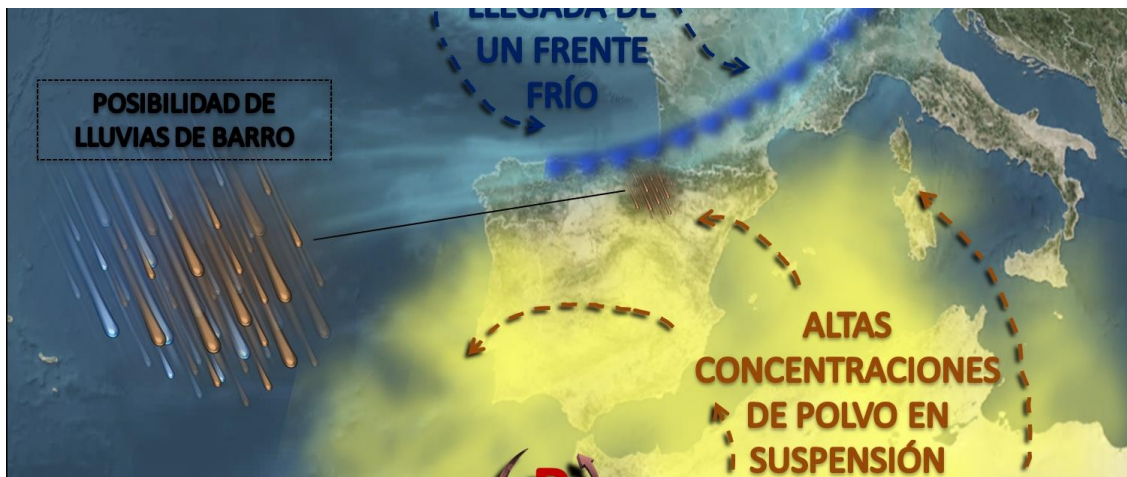 LLEGADA DE
UN FRENTE
FRÍO
POSIBILIDAD DE
LLUVIAS DE BARRO
ALTAS
CONCENTRACIONES
DE POLVO EN
SUSPENSIÓN